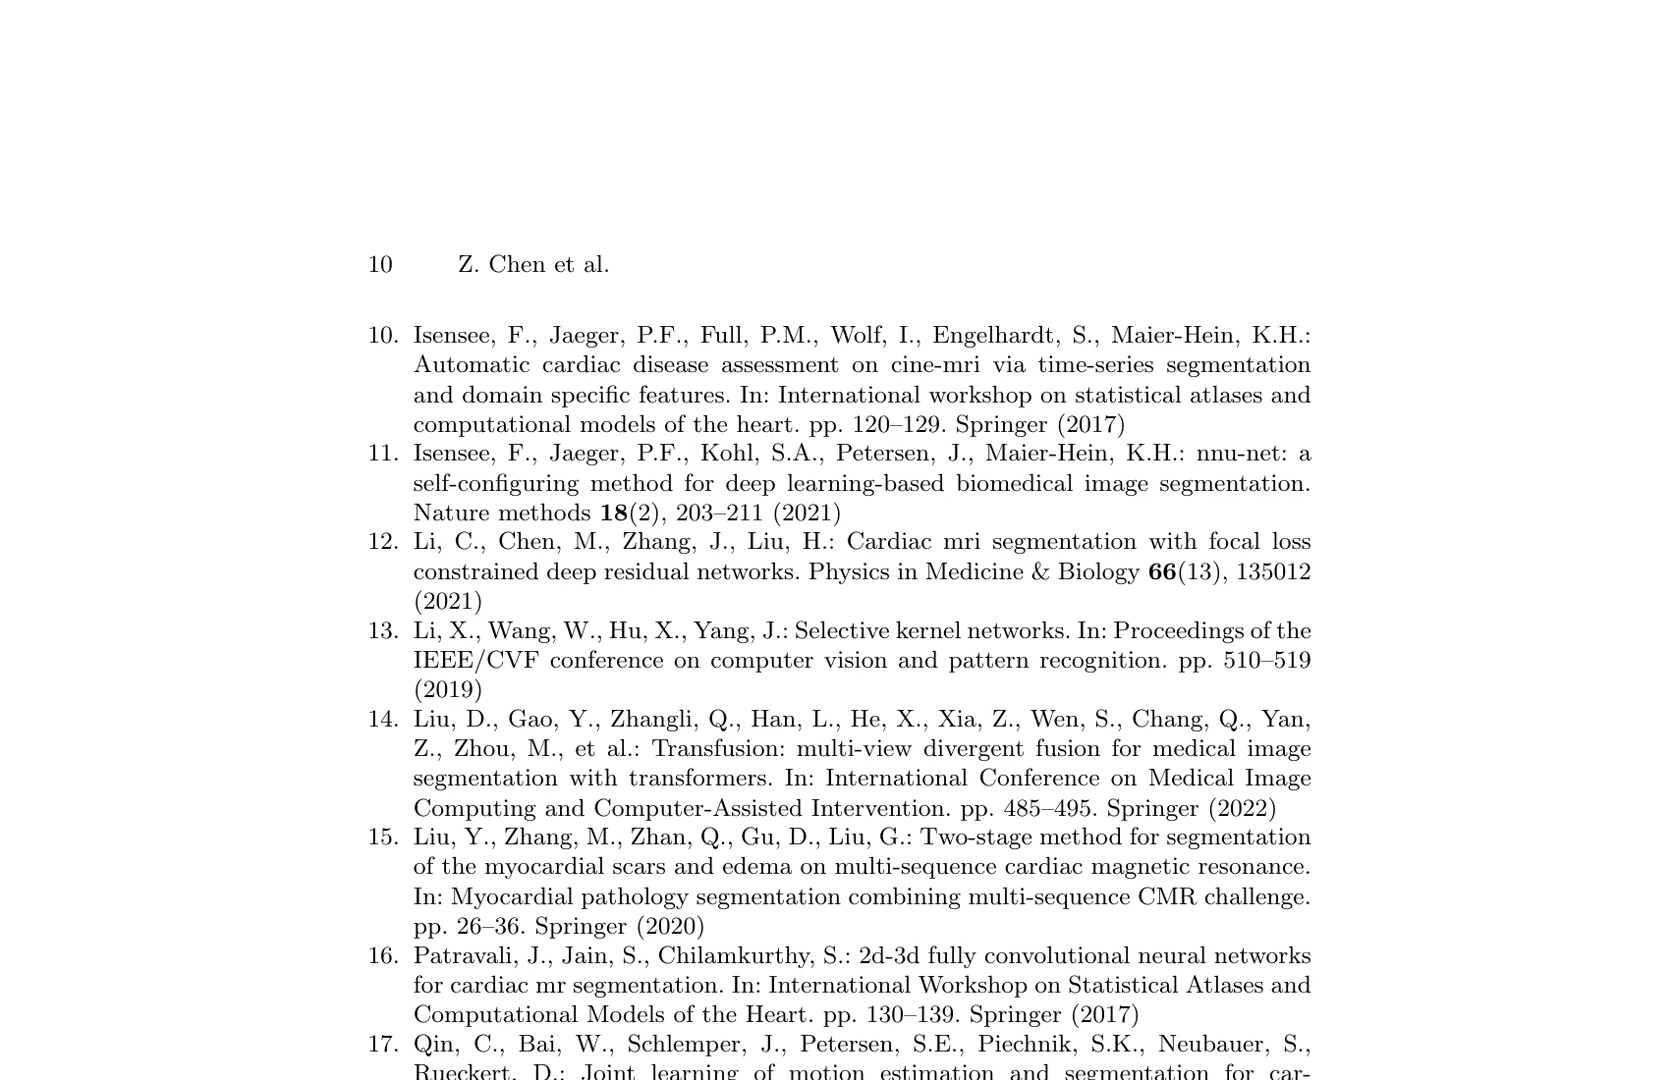 10 Z. Chen et al.
10. Isensee, F., Jaeger, P.F., Full, P.M., Wolf, I., Engelhardt, S., Maier-Hein, K.H.:
Automatic cardiac disease assessment on cine-mri via time-series segmentation
and domain specific features. In: International workshop on statistical atlases and
computational models of the heart. pp. 120–129. Springer (2017)
11. Isensee, F., Jaeger, P.F., Kohl, S.A., Petersen, J., Maier-Hein, K.H.: nnu-net: a
self-configuring method for deep learning-based biomedical image segmentation.
Nature methods 18(2), 203–211 (2021)
12. Li, C., Chen, M., Zhang, J., Liu, H.: Cardiac mri segmentation with focal loss
constrained deep residual networks. Physics in Medicine & Biology 66(13), 135012
(2021)
13. Li, X., Wang, W., Hu, X., Yang, J.: Selective kernel networks. In: Proceedings of the
IEEE/CVF conference on computer vision and pattern recognition. pp. 510–519
(2019)
14. Liu, D., Gao, Y., Zhangli, Q., Han, L., He, X., Xia, Z., Wen, S., Chang, Q., Yan,
Z., Zhou, M., et al.: Transfusion: multi-view divergent fusion for medical image
segmentation with transformers. In: International Conference on Medical Image
Computing and Computer-Assisted Intervention. pp. 485–495. Springer (2022)
15. Liu, Y., Zhang, M., Zhan, Q., Gu, D., Liu, G.: Two-stage method for segmentation
of the myocardial scars and edema on multi-sequence cardiac magnetic resonance.
In: Myocardial pathology segmentation combining multi-sequence CMR challenge.
pp. 26–36. Springer (2020)
16. Patravali, J., Jain, S., Chilamkurthy, S.: 2d-3d fully convolutional neural networks
for cardiac mr segmentation. In: International Workshop on Statistical Atlases and
Computational Models of the Heart. pp. 130–139. Springer (2017)
17. Qin, C., Bai, W., Schlemper, J., Petersen, S.E., Piechnik, S.K., Neubauer, S.,
Rueckert, D.: Joint learning of motion estimation and segmentation for car-